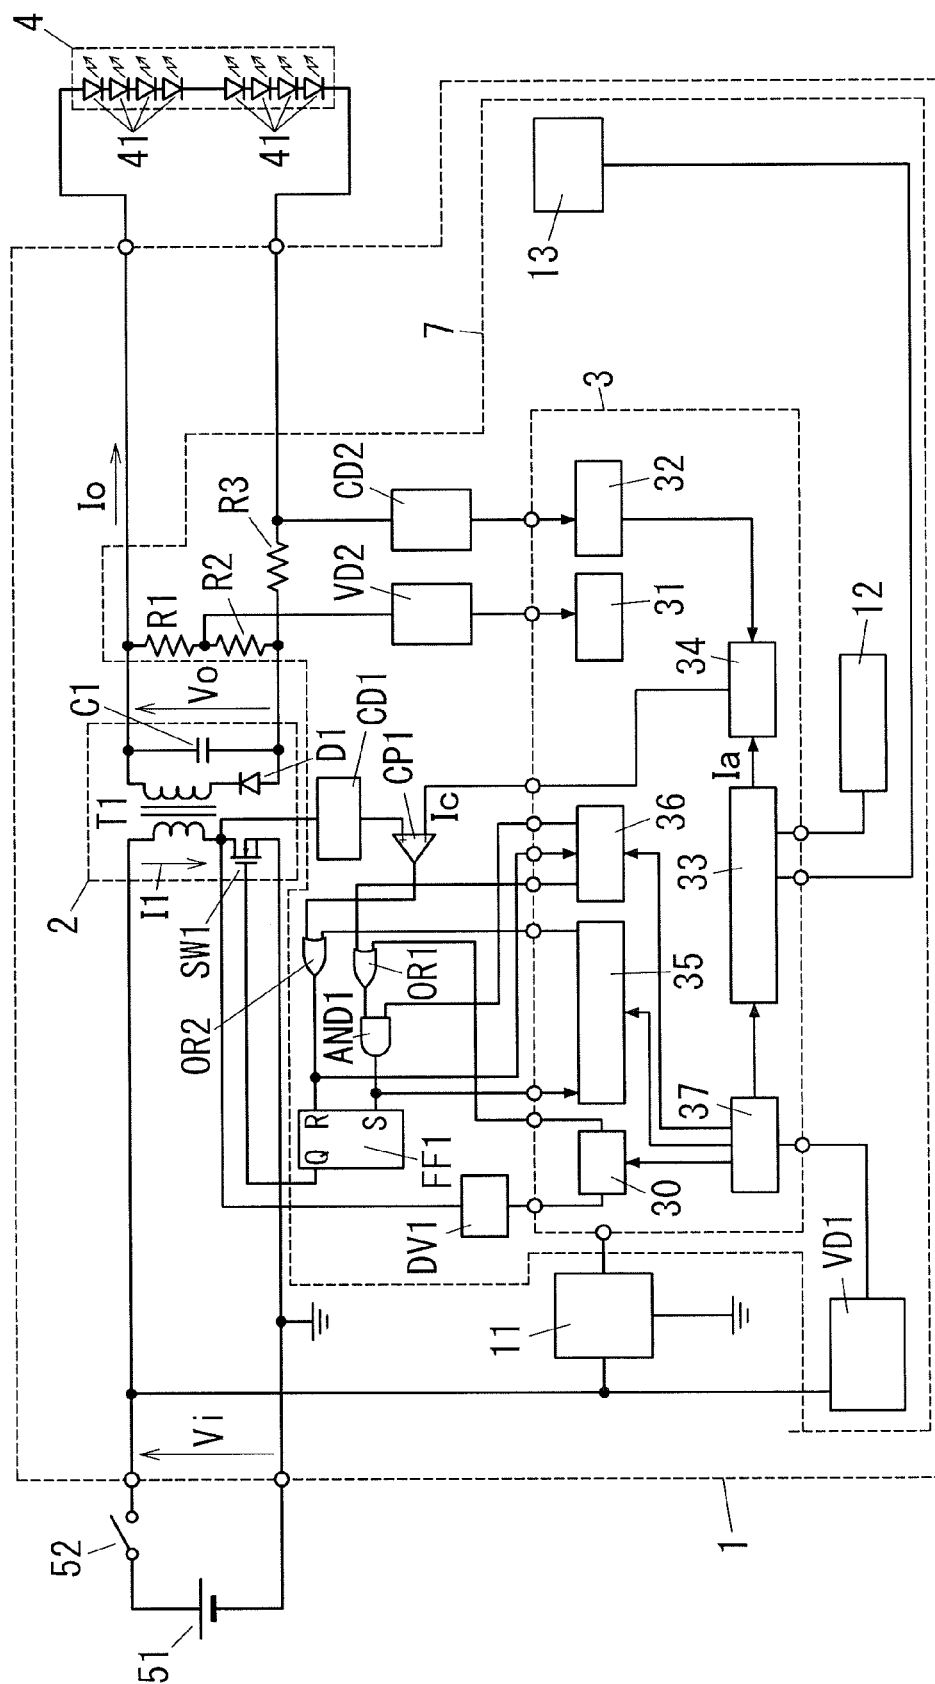 4
41
41
13
7
3
Io
R3
CD2
32
R1
R2
VD2
31
12
34
C1
Vo
D1
CD1
CP1
Ic
Ia
T1
2
I1
SW1
36
33
OR2
OR1
AND1
35
R
S
Q
FF1
37
30
DV1
VD1
11
Vi
52
51
1